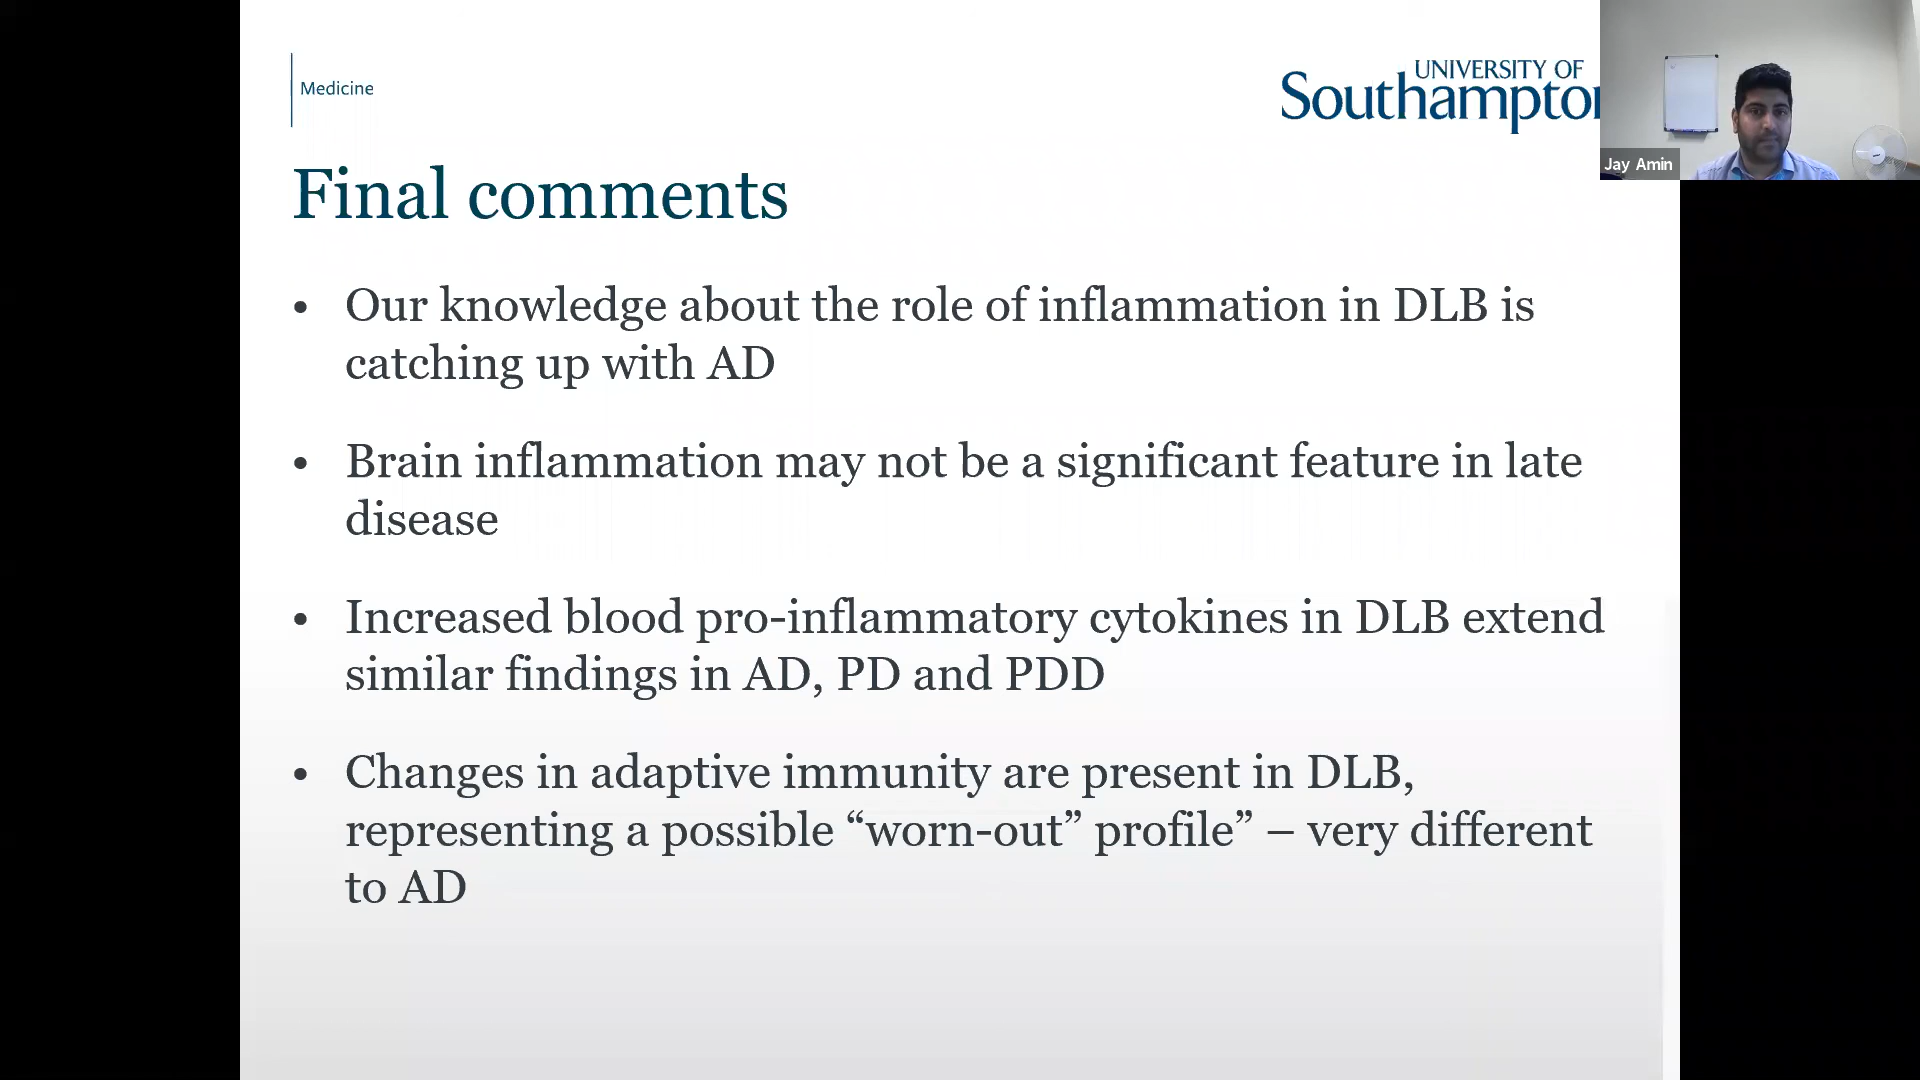 Medicine
UNIVERSITY OF
Southampton
Jay Amin
Final comments
• Our knowledge about the role of inflammation in DLB is
catching up with AD
• Brain inflammation may not be a significant feature in late
disease
• Increased blood pro-inflammatory cytokines in DLB extend
similar findings in AD, PD and PDD
• Changes in adaptive immunity are present in DLB,
representing a possible “worn-out” profile” – very different
to AD